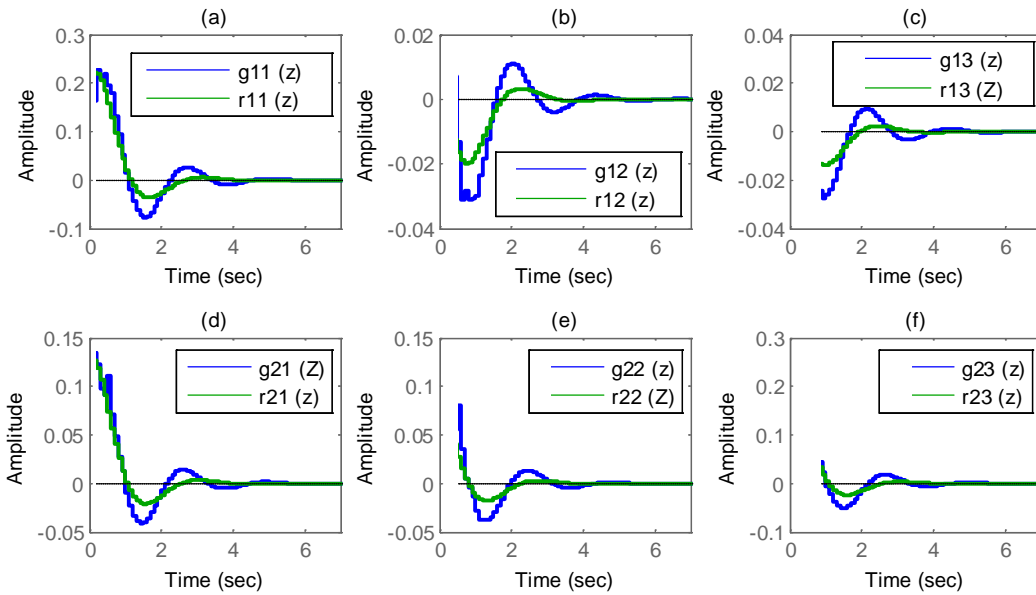 (a)
0.3
0.2
0.1
0
-0.1
Amplitude
g11 (z)
r11 (z)
0 2 4 6
Time (sec)
(b)
0.02
0
-0.02
-0.04
Amplitude
g12 (z)
r12 (z)
0 2 4 6
Time (sec)
(c)
0.04
0.02
0
-0.02
-0.04
Amplitude
g13 (z)
r13 (Z)
0 2 4 6
Time (sec)
(d)
0.15
0.1
0.05
0
-0.05
Amplitude
g21 (Z)
r21 (z)
0 2 4 6
Time (sec)
(e)
0.15
0.1
0.05
0
-0.05
Amplitude
g22 (z)
r22 (Z)
0 2 4 6
Time (sec)
(f)
0.3
0.2
0.1
0
-0.1
Amplitude
g23 (z)
r23 (z)
0 2 4 6
Time (sec)